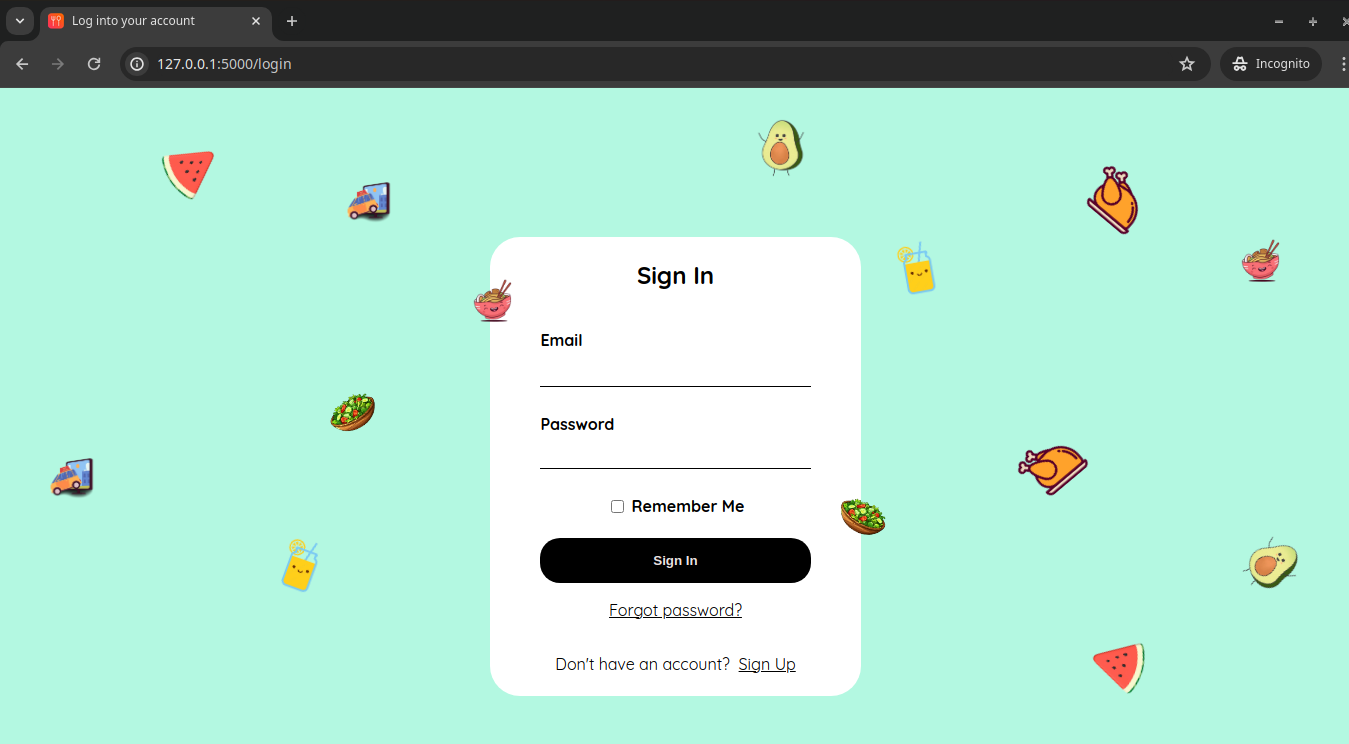 Log into your account
127.0.0.1:5000/login
Incognito
Sign In
Email
Password
Remember Me
Sign In
Forgot password?
Don't have an account? Sign Up